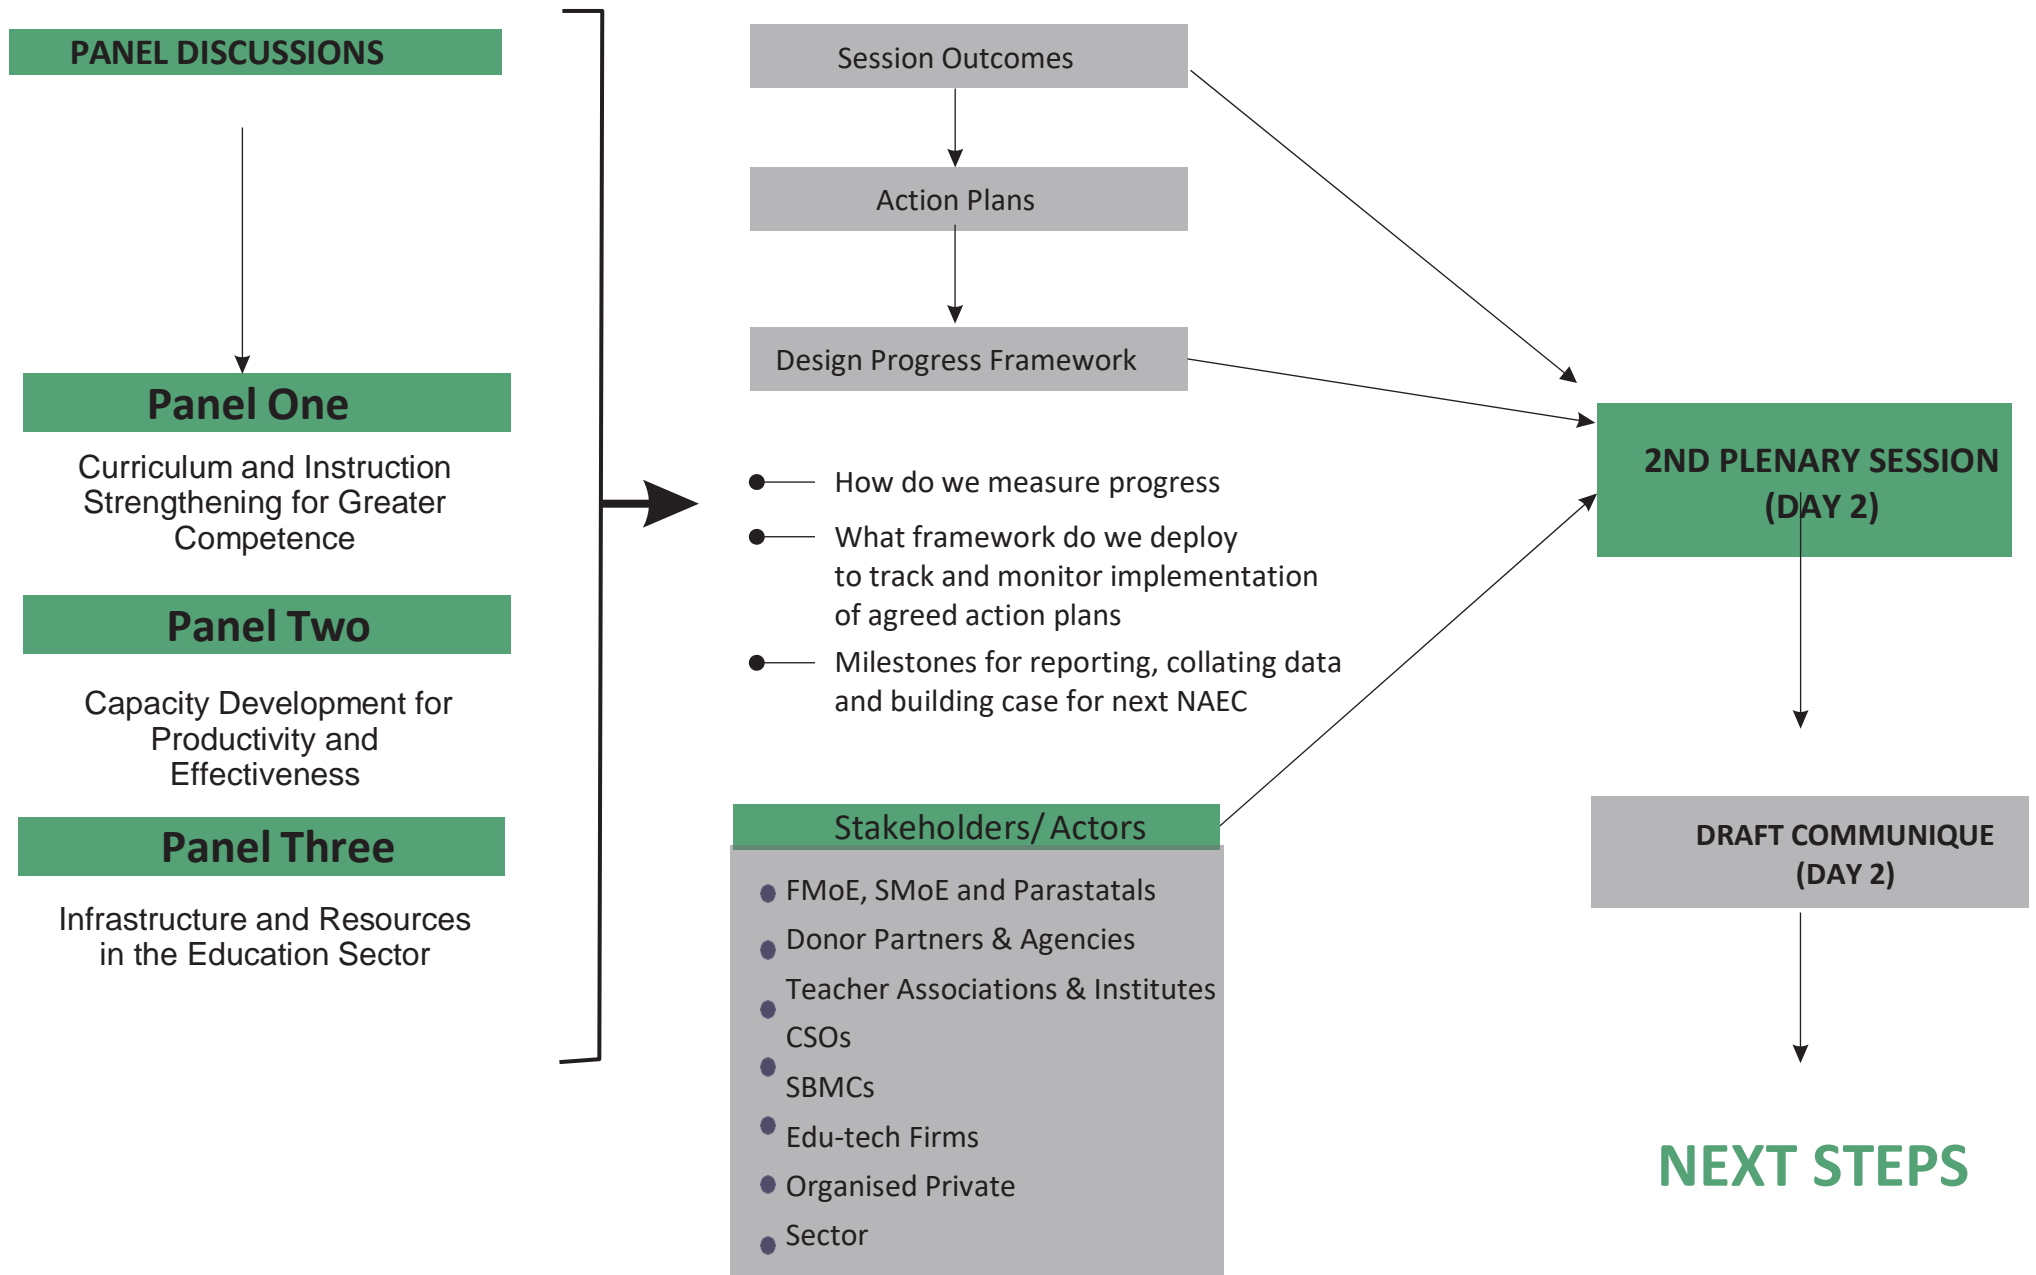 PANEL DISCUSSIONS
Panel One
Curriculum and Instruction
Strengthening for Greater
Competence
Panel Two
Capacity Development for
Productivity and
Effectiveness
Panel Three
Infrastructure and Resources
in the Education Sector
Session Outcomes
Action Plans
Design Progress Framework
How do we measure progress
What framework do we deploy
to track and monitor implementation
of agreed action plans
Milestones for reporting, collating data
and building case for next NAEC
Stakeholders/ Actors
FMoE, SMoE and Parastatals
Donor Partners & Agencies
Teacher Associations & Institutes
CSOs
SBMCs
Edu-tech Firms
Organised Private
Sector
2ND PLENARY SESSION
(DAY 2)
DRAFT COMMUNIQUE
(DAY 2)
NEXT STEPS